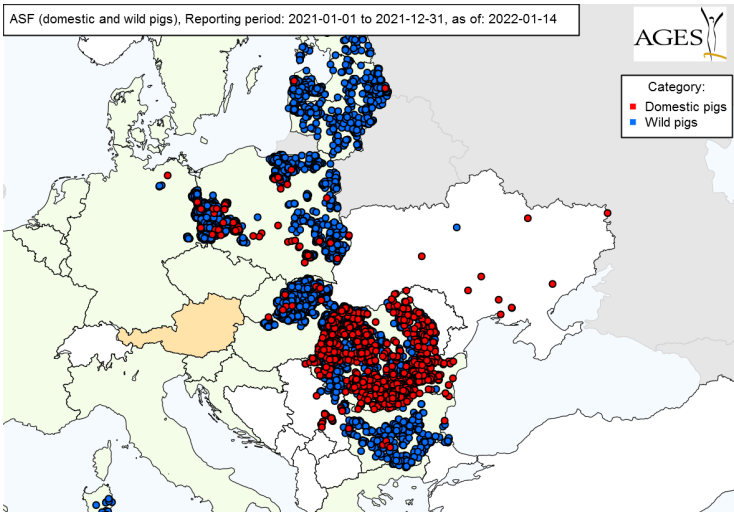 ASF (domestic and wild pigs), Reporting period: 2021-01-01 to 2021-12-31, as of: 2022-01-14
AGES
Category:
Domestic pigs
Wild pigs